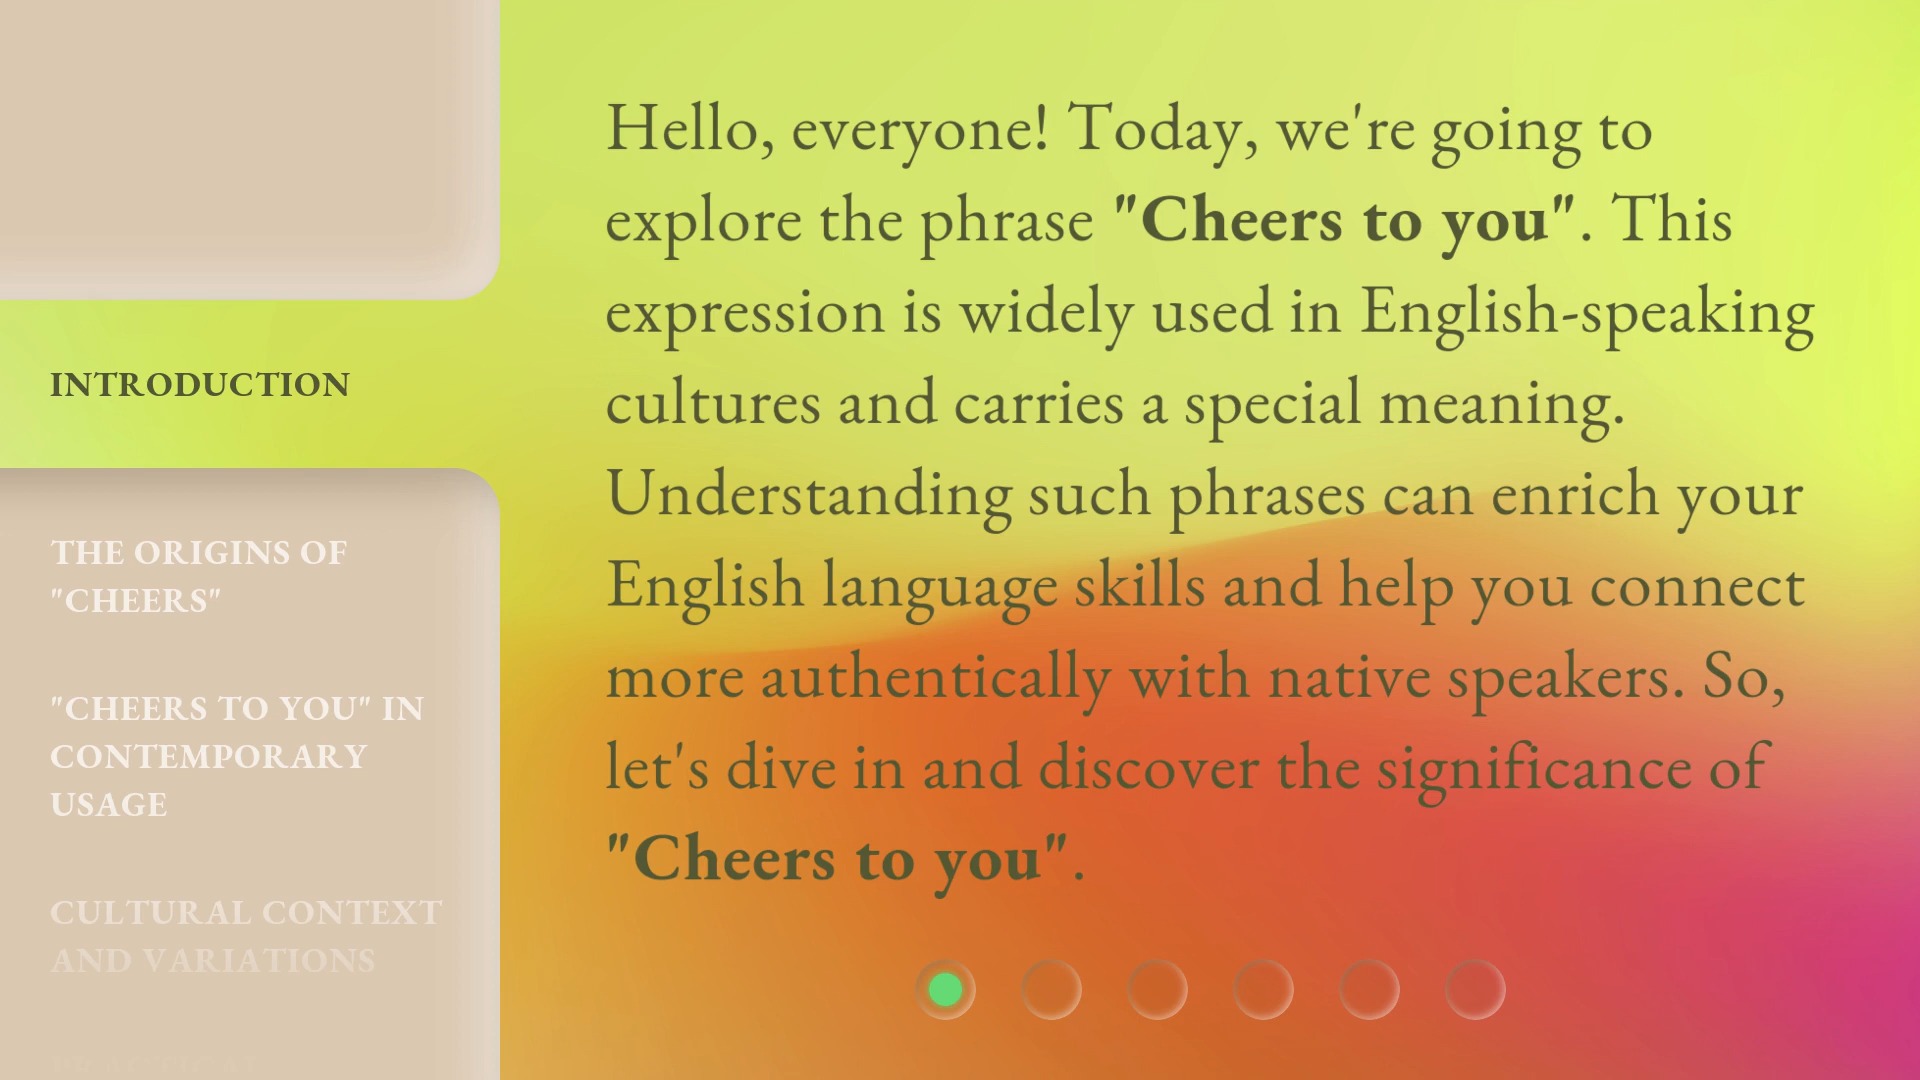 INTRODUCTION
THE ORIGINS OF
"CHEERS"
"CHEERS TO YOU" IN
CONTEMPORARY
USAGE
CULTURAL CONTEXT
AND VARIATIONS
Hello, everyone! Today, we're going to
explore the phrase "Cheers to you". This
expression is widely used in English-speaking
cultures and carries a special meaning.
Understanding such phrases can enrich your
English language skills and help you connect
more authentically with native speakers. So,
let's dive in and discover the significance of
"Cheers to you".